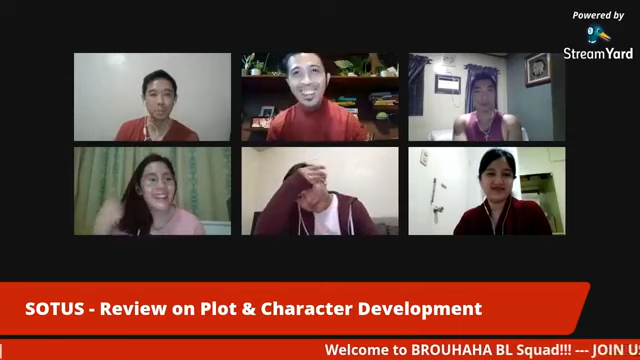 Powered by
StreamYard
SOTUS - Review on Plot & Character Development
Welcome to BROUHAHA BL Squad!!! --- JOIN US